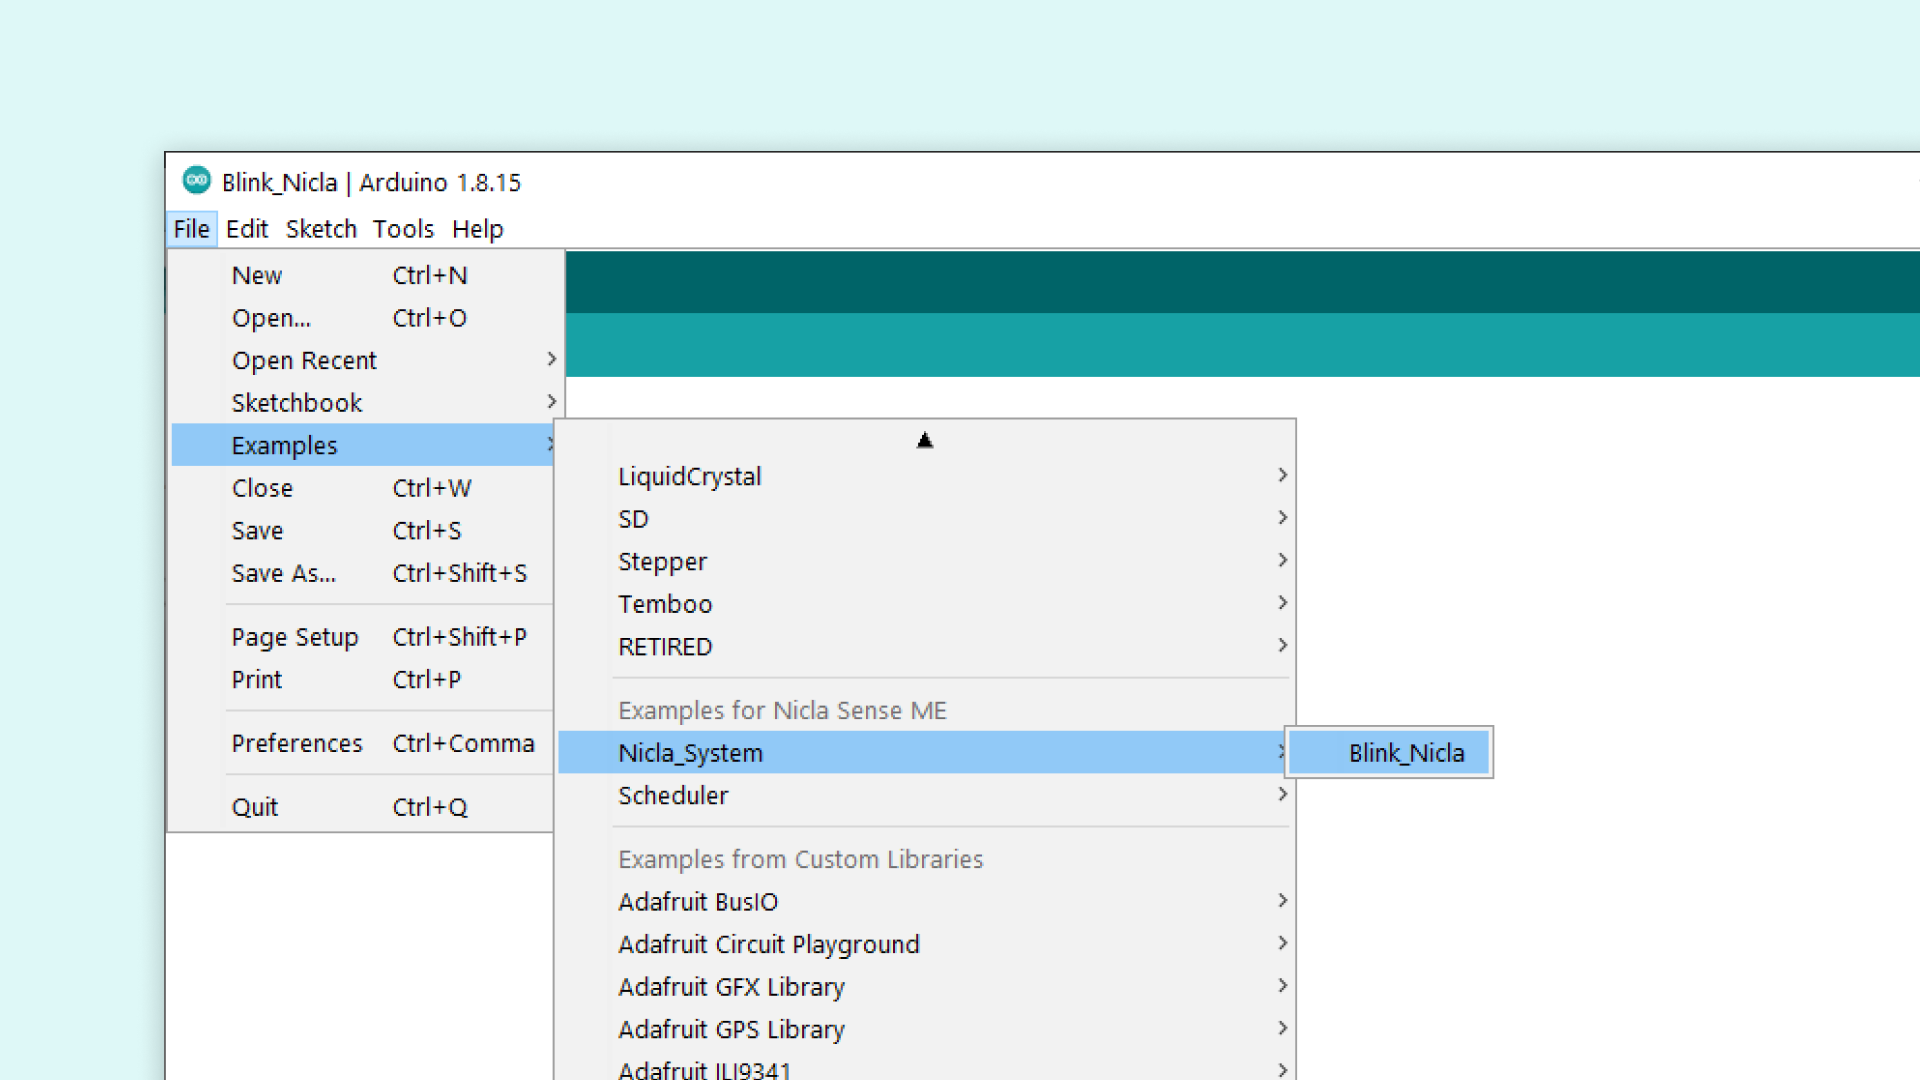 Blink_Nicla | Arduino 1.8.15
File Edit Sketch Tools Help
New Ctrl+N
Open... Ctrl+O
Open Recent
Sketchbook
Examples
Close Ctrl+W
Save Ctrl+S
Save As... Ctrl+Shift+S
Page Setup Ctrl+Shift+P
Print Ctrl+P
Preferences Ctrl+Comma
Quit Ctrl+Q
LiquidCrystal
SD
Stepper
Temboo
RETIRED
Examples for Nicla Sense ME
Nicla_System
Scheduler
Examples from Custom Libraries
Adafruit BusIO
Adafruit Circuit Playground
Adafruit GFX Library
Adafruit GPS Library
Adafruit ILI9341
Blink_Nicla